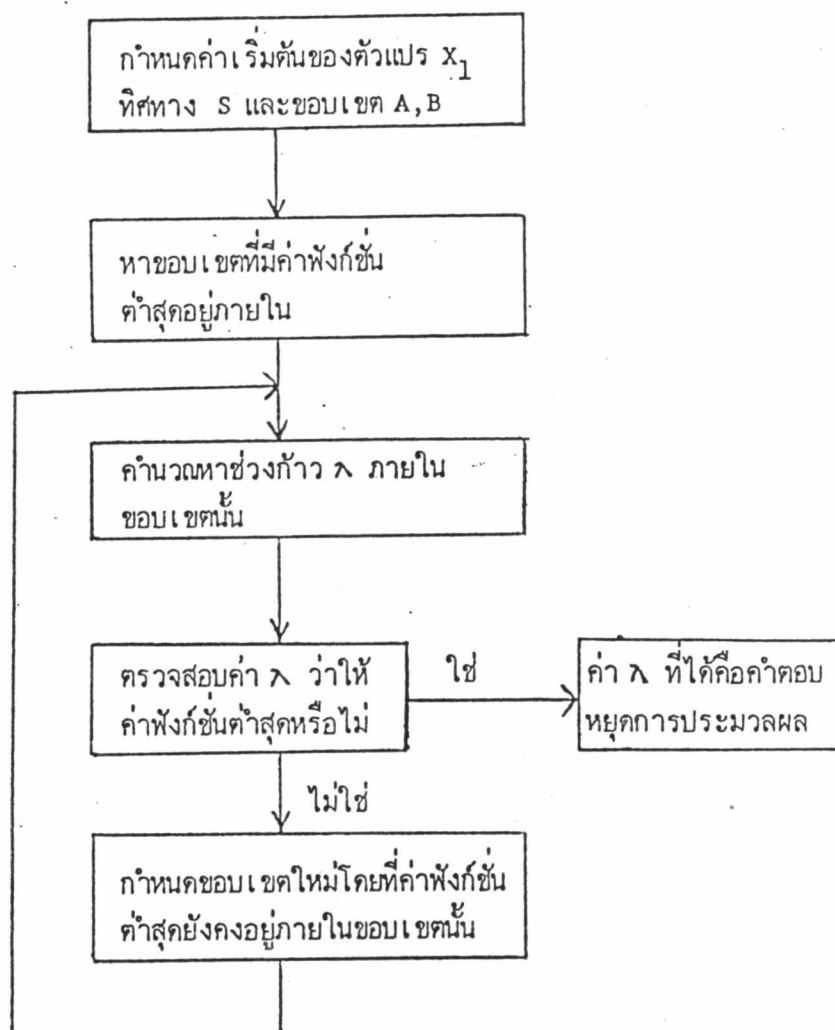 กำหนดค่าเริ่มต้นของตัวแปร X₁
ทิศทาง S และขอบเขต A,B
หาขอบเขตที่มีค่าฟังก์ชั่น
ต่ำสุดอยู่ภายใน
คำนวณหาช่วงก้าว λ ภายใน
ขอบเขตนั้น
ตรวจสอบค่า λ ว่าให้
ค่าฟังก์ชั่นต่ำสุดหรือไม่
ใช่
ค่า λ ที่ได้คือคำตอบ
หยุดการประมวลผล
ไม่ใช่
กำหนดขอบเขตใหม่โดยที่ค่าฟังก์ชั่น
ต่ำสุดยังคงอยู่ภายในขอบเขตนั้น